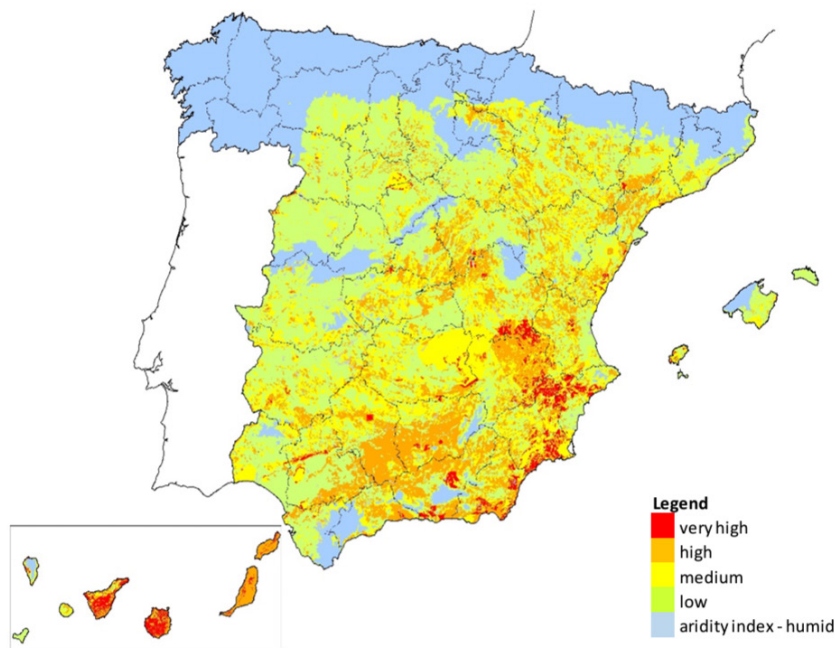 Legend
very high
high
medium
low
aridity index - humid